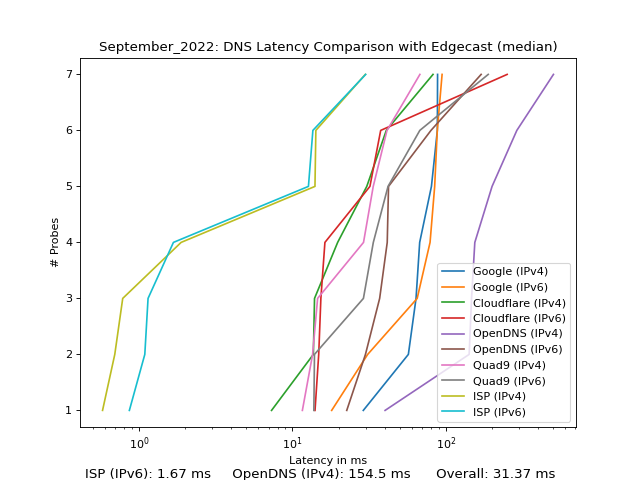 September_2022: DNS Latency Comparison with Edgecast (median)
7
6
5
4
3
2
1
# Probes
Google (IPv4)
Google (IPv6)
Cloudflare (IPv4)
Cloudflare (IPv6)
OpenDNS (IPv4)
OpenDNS (IPv6)
Quad9 (IPv4)
Quad9 (IPv6)
ISP (IPv4)
ISP (IPv6)
10⁰ 10¹ 10²
Latency in ms
ISP (IPv6): 1.67 ms OpenDNS (IPv4): 154.5 ms Overall: 31.37 ms